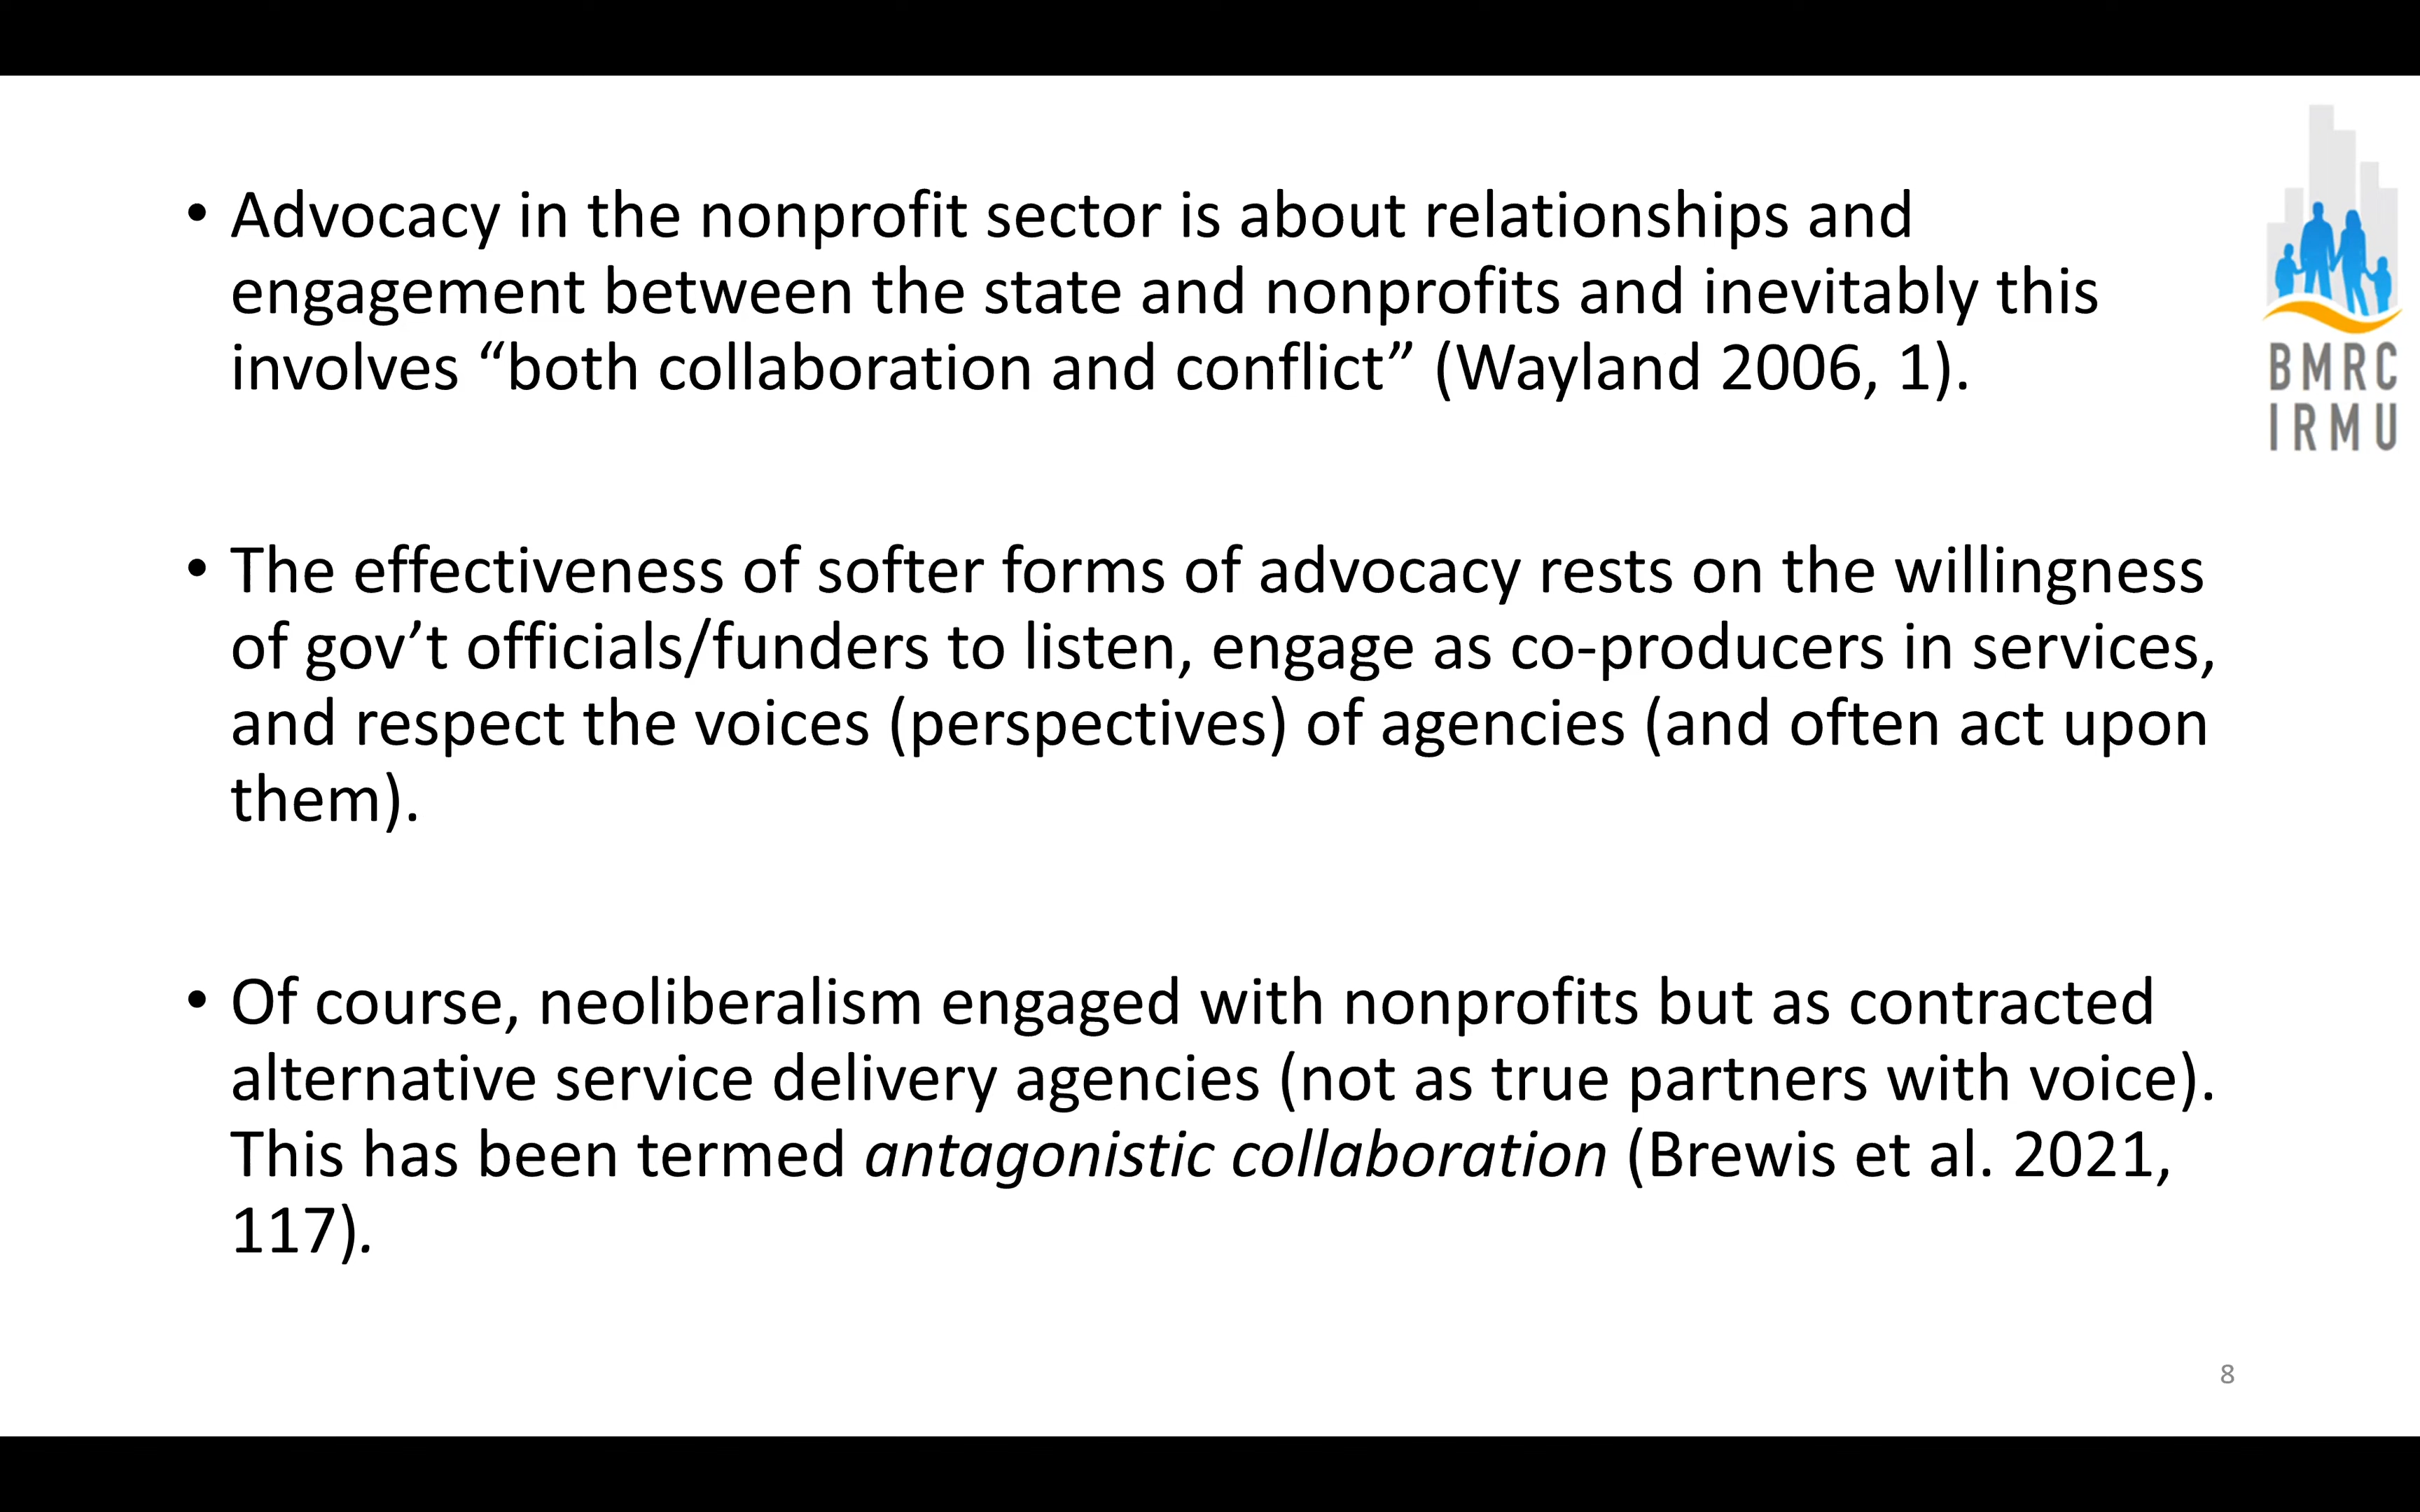 • Advocacy in the nonprofit sector is about relationships and
engagement between the state and nonprofits and inevitably this
involves “both collaboration and conflict” (Wayland 2006, 1).
• The effectiveness of softer forms of advocacy rests on the willingness
of gov’t officials/funders to listen, engage as co-producers in services,
and respect the voices (perspectives) of agencies (and often act upon
them).
• Of course, neoliberalism engaged with nonprofits but as contracted
alternative service delivery agencies (not as true partners with voice).
This has been termed antagonistic collaboration (Brewis et al. 2021,
117).
BMRC
IRMU
8